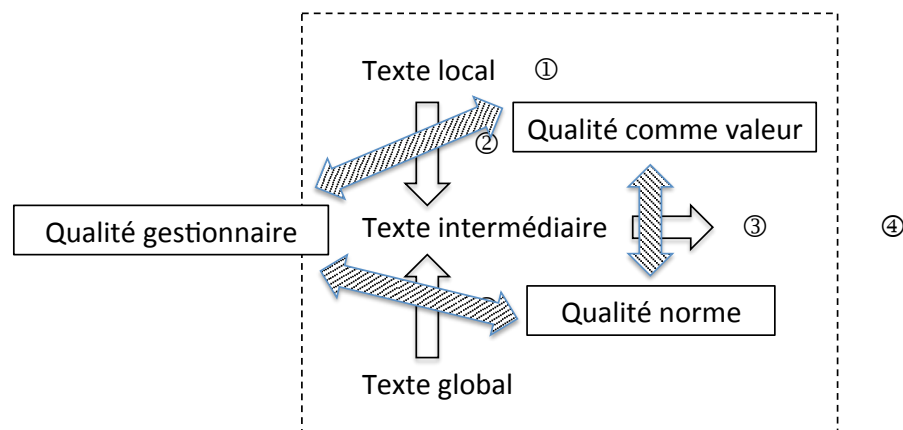 Texte local ①
Qualité comme valeur
②
Qualité gestionnaire
Texte intermédiaire ③ ④
Qualité norme
Texte global